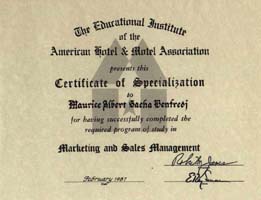 The Educational Institute
of the
American Hotel & Motel Association
presents this
Certificate of Specialization
to
Maurice Albert Sacha
for having successfully completed the
required program of study in
Marketing and Sales Management
February 1987